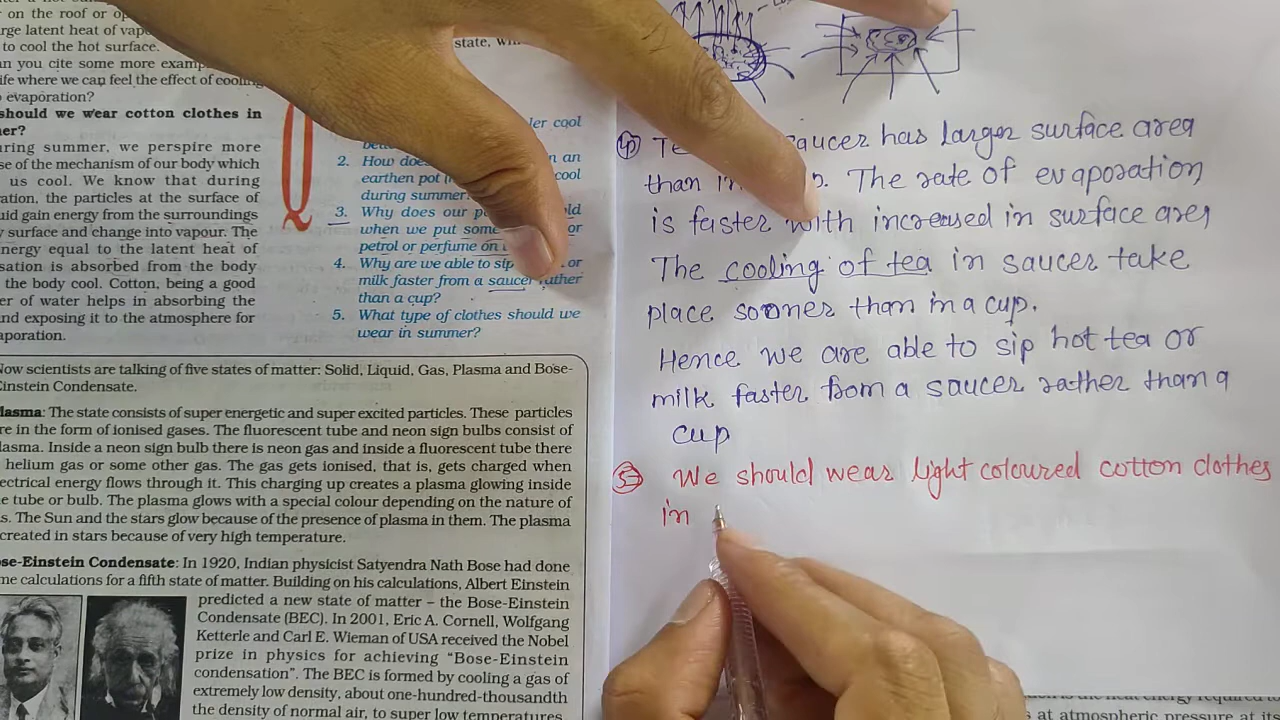 on the roof or op
large latent heat of vap
to cool the hot surface.
you cite some more examp
life where we can feel the effect of cooling
evaporation?
should we wear cotton clothes in
er?
uring summer, we perspire more
se of the mechanism of our body which
us cool. We know that during
ration, the particles at the surface of
uid gain energy from the surroundings
y surface and change into vapour. The
nergy equal to the latent heat of
sation is absorbed from the body
the body cool. Cotton, being a good
er of water helps in absorbing the
nd exposing it to the atmosphere for
aporation.
state, wh
Q
ler cool
2. How doe n an
earthen pot cool
during summer
3. Why does our p old
when we put some or
petrol or perfume on
4. Why are we able to sip or
milk faster from a saucer rather
than a cup?
5. What type of clothes should we
wear in summer?
Now scientists are talking of five states of matter: Solid, Liquid, Gas, Plasma and Bose-
Einstein Condensate.
lasma: The state consists of super energetic and super excited particles. These particles
re in the form of ionised gases. The fluorescent tube and neon sign bulbs consist of
lasma. Inside a neon sign bulb there is neon gas and inside a fluorescent tube there
helium gas or some other gas. The gas gets ionised, that is, gets charged when
ectrical energy flows through it. This charging up creates a plasma glowing inside
e tube or bulb. The plasma glows with a special colour depending on the nature of
s. The Sun and the stars glow because of the presence of plasma in them. The plasma
created in stars because of very high temperature.
ose-Einstein Condensate: In 1920, Indian physicist Satyendra Nath Bose had done
me calculations for a fifth state of matter. Building on his calculations, Albert Einstein
predicted a new state of matter – the Bose-Einstein
Condensate (BEC). In 2001, Eric A. Cornell, Wolfgang
Ketterle and Carl E. Wieman of USA received the Nobel
prize in physics for achieving “Bose-Einstein
condensation”. The BEC is formed by cooling a gas of
extremely low density, about one-hundred-thousandth
the density of normal air, to super low temperatures.
4 Te saucer has larger surface area
than in p. The rate of evaporation
is faster with increased in surface area
The cooling of tea in saucer take
place sooner than in a cup.
Hence we are able to sip hot tea or
milk faster from a saucer rather than a
cup
5 We should wear light coloured cotton clothes
in
at atmospheric pressure at its